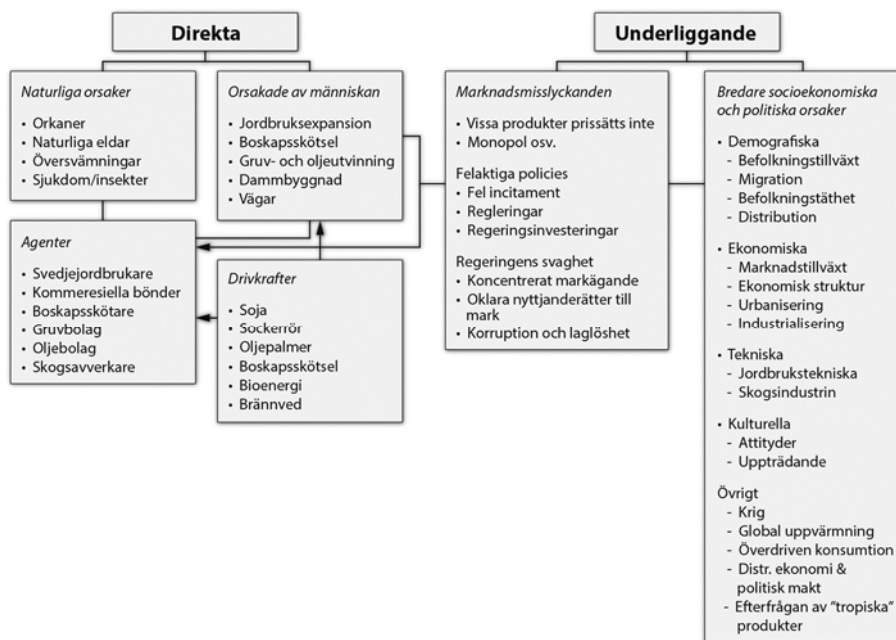 Direkta
Naturliga orsaker
• Orkaner
• Naturliga eldar
• Översvämningar
• Sjukdom/insekter
Orsakade av människan
• Jordbruksexpansion
• Boskapsskötsel
• Gruv- och oljeutvinning
• Dammbyggnad
• Vägar
Agenter
• Svedjejordbrukare
• Kommeresiella bönder
• Boskapsskötare
• Gruvbolag
• Oljebolag
• Skogsavverkare
Drivkrafter
• Soja
• Sockerrör
• Oljepalmer
• Boskapsskötsel
• Bioenergi
• Brännved
Underliggande
Marknadsmisslyckanden
• Vissa produkter prissätts inte
• Monopol osv.
Felaktiga policies
• Fel incitament
• Regleringar
• Regeringsinvesteringar
Regeringens svaghet
• Koncentrerat markägande
• Oklara nyttjanderätter till
mark
• Korruption och laglöshet
Bredare socioekonomiska
och politiska orsaker
• Demografiska
- Befolkningstillväxt
- Migration
- Befolkningstäthet
- Distribution
• Ekonomiska
- Marknadstillväxt
- Ekonomisk struktur
- Urbanisering
- Industrialisering
• Tekniska
- Jordbrukstekniska
- Skogsindustrin
• Kulturella
- Attityder
- Uppträdande
Övrigt
- Krig
- Global uppvärmning
- Överdriven konsumtion
- Distr. ekonomi &
politisk makt
- Efterfrågan av ”tropiska”
produkter